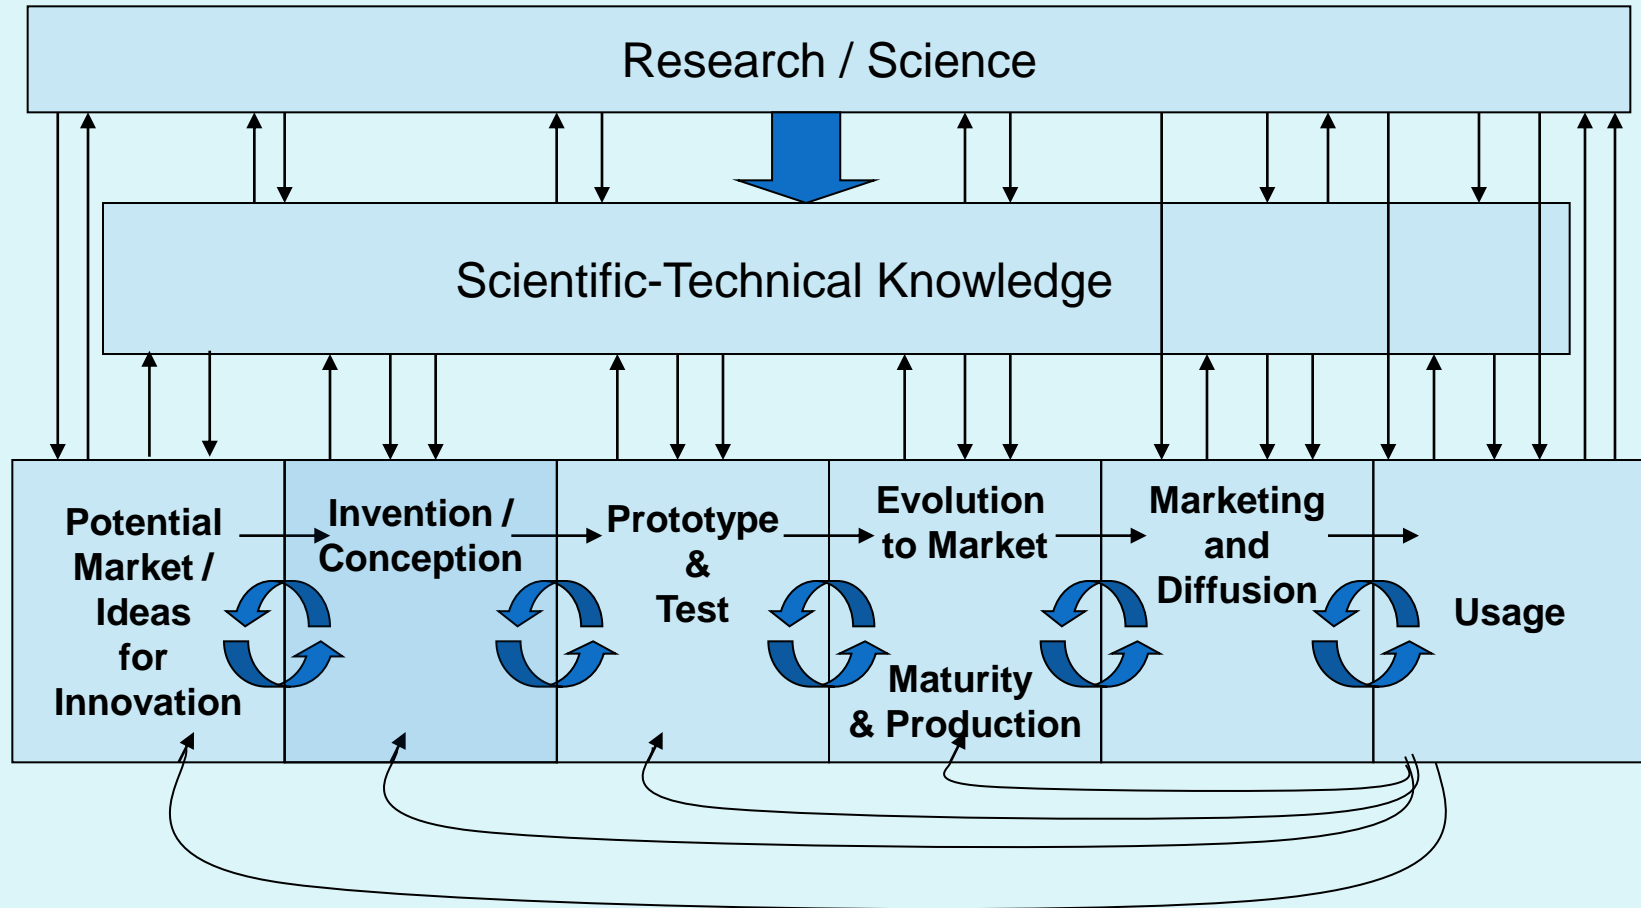 Research / Science
Scientific-Technical Knowledge
Potential
Market /
Ideas
for
Innovation
Invention /
Conception
Prototype
&
Test
Evolution
to Market
Maturity
& Production
Marketing
and
Diffusion
Usage